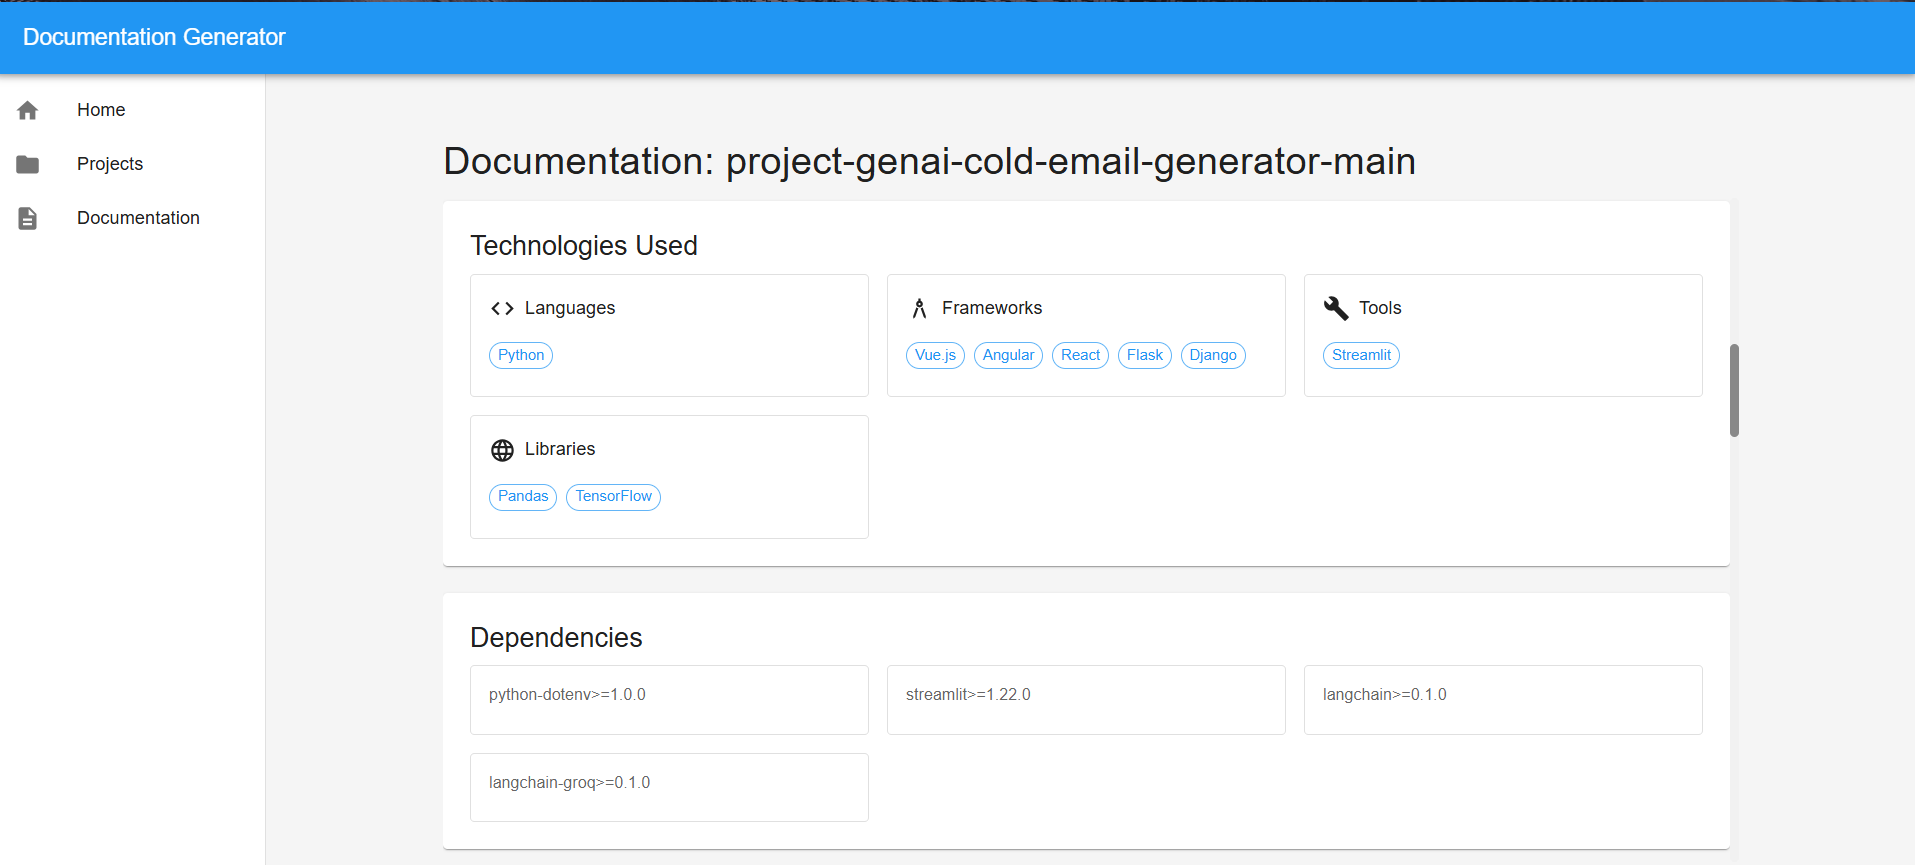 Documentation Generator
Home
Projects
Documentation
Documentation: project-genai-cold-email-generator-main
Technologies Used
Languages
Python
Frameworks
Vue.js Angular React Flask Django
Tools
Streamlit
Libraries
Pandas TensorFlow
Dependencies
python-dotenv>=1.0.0
streamlit>=1.22.0
langchain>=0.1.0
langchain-groq>=0.1.0